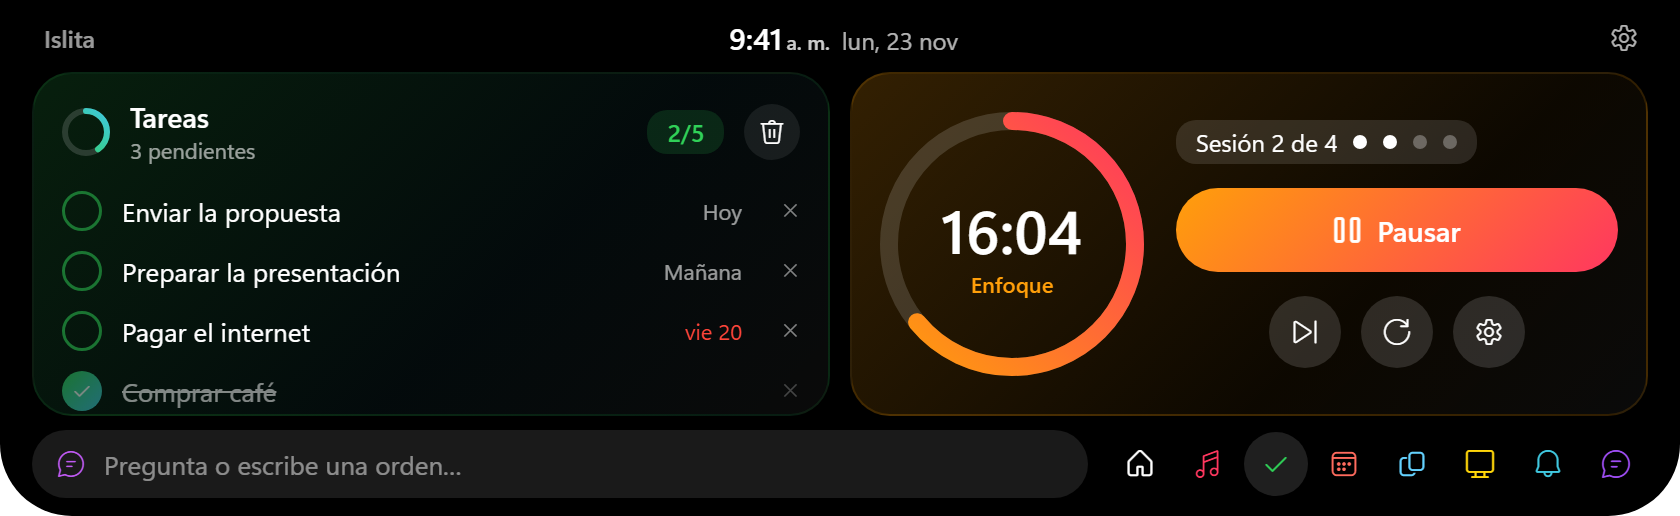 Islita
9:41 a. m. lun, 23 nov
Tareas
3 pendientes
2/5
Enviar la propuesta Hoy
Preparar la presentación Mañana
Pagar el internet vie 20
Comprar café
16:04
Enfoque
Sesión 2 de 4
Pausar
Pregunta o escribe una orden...